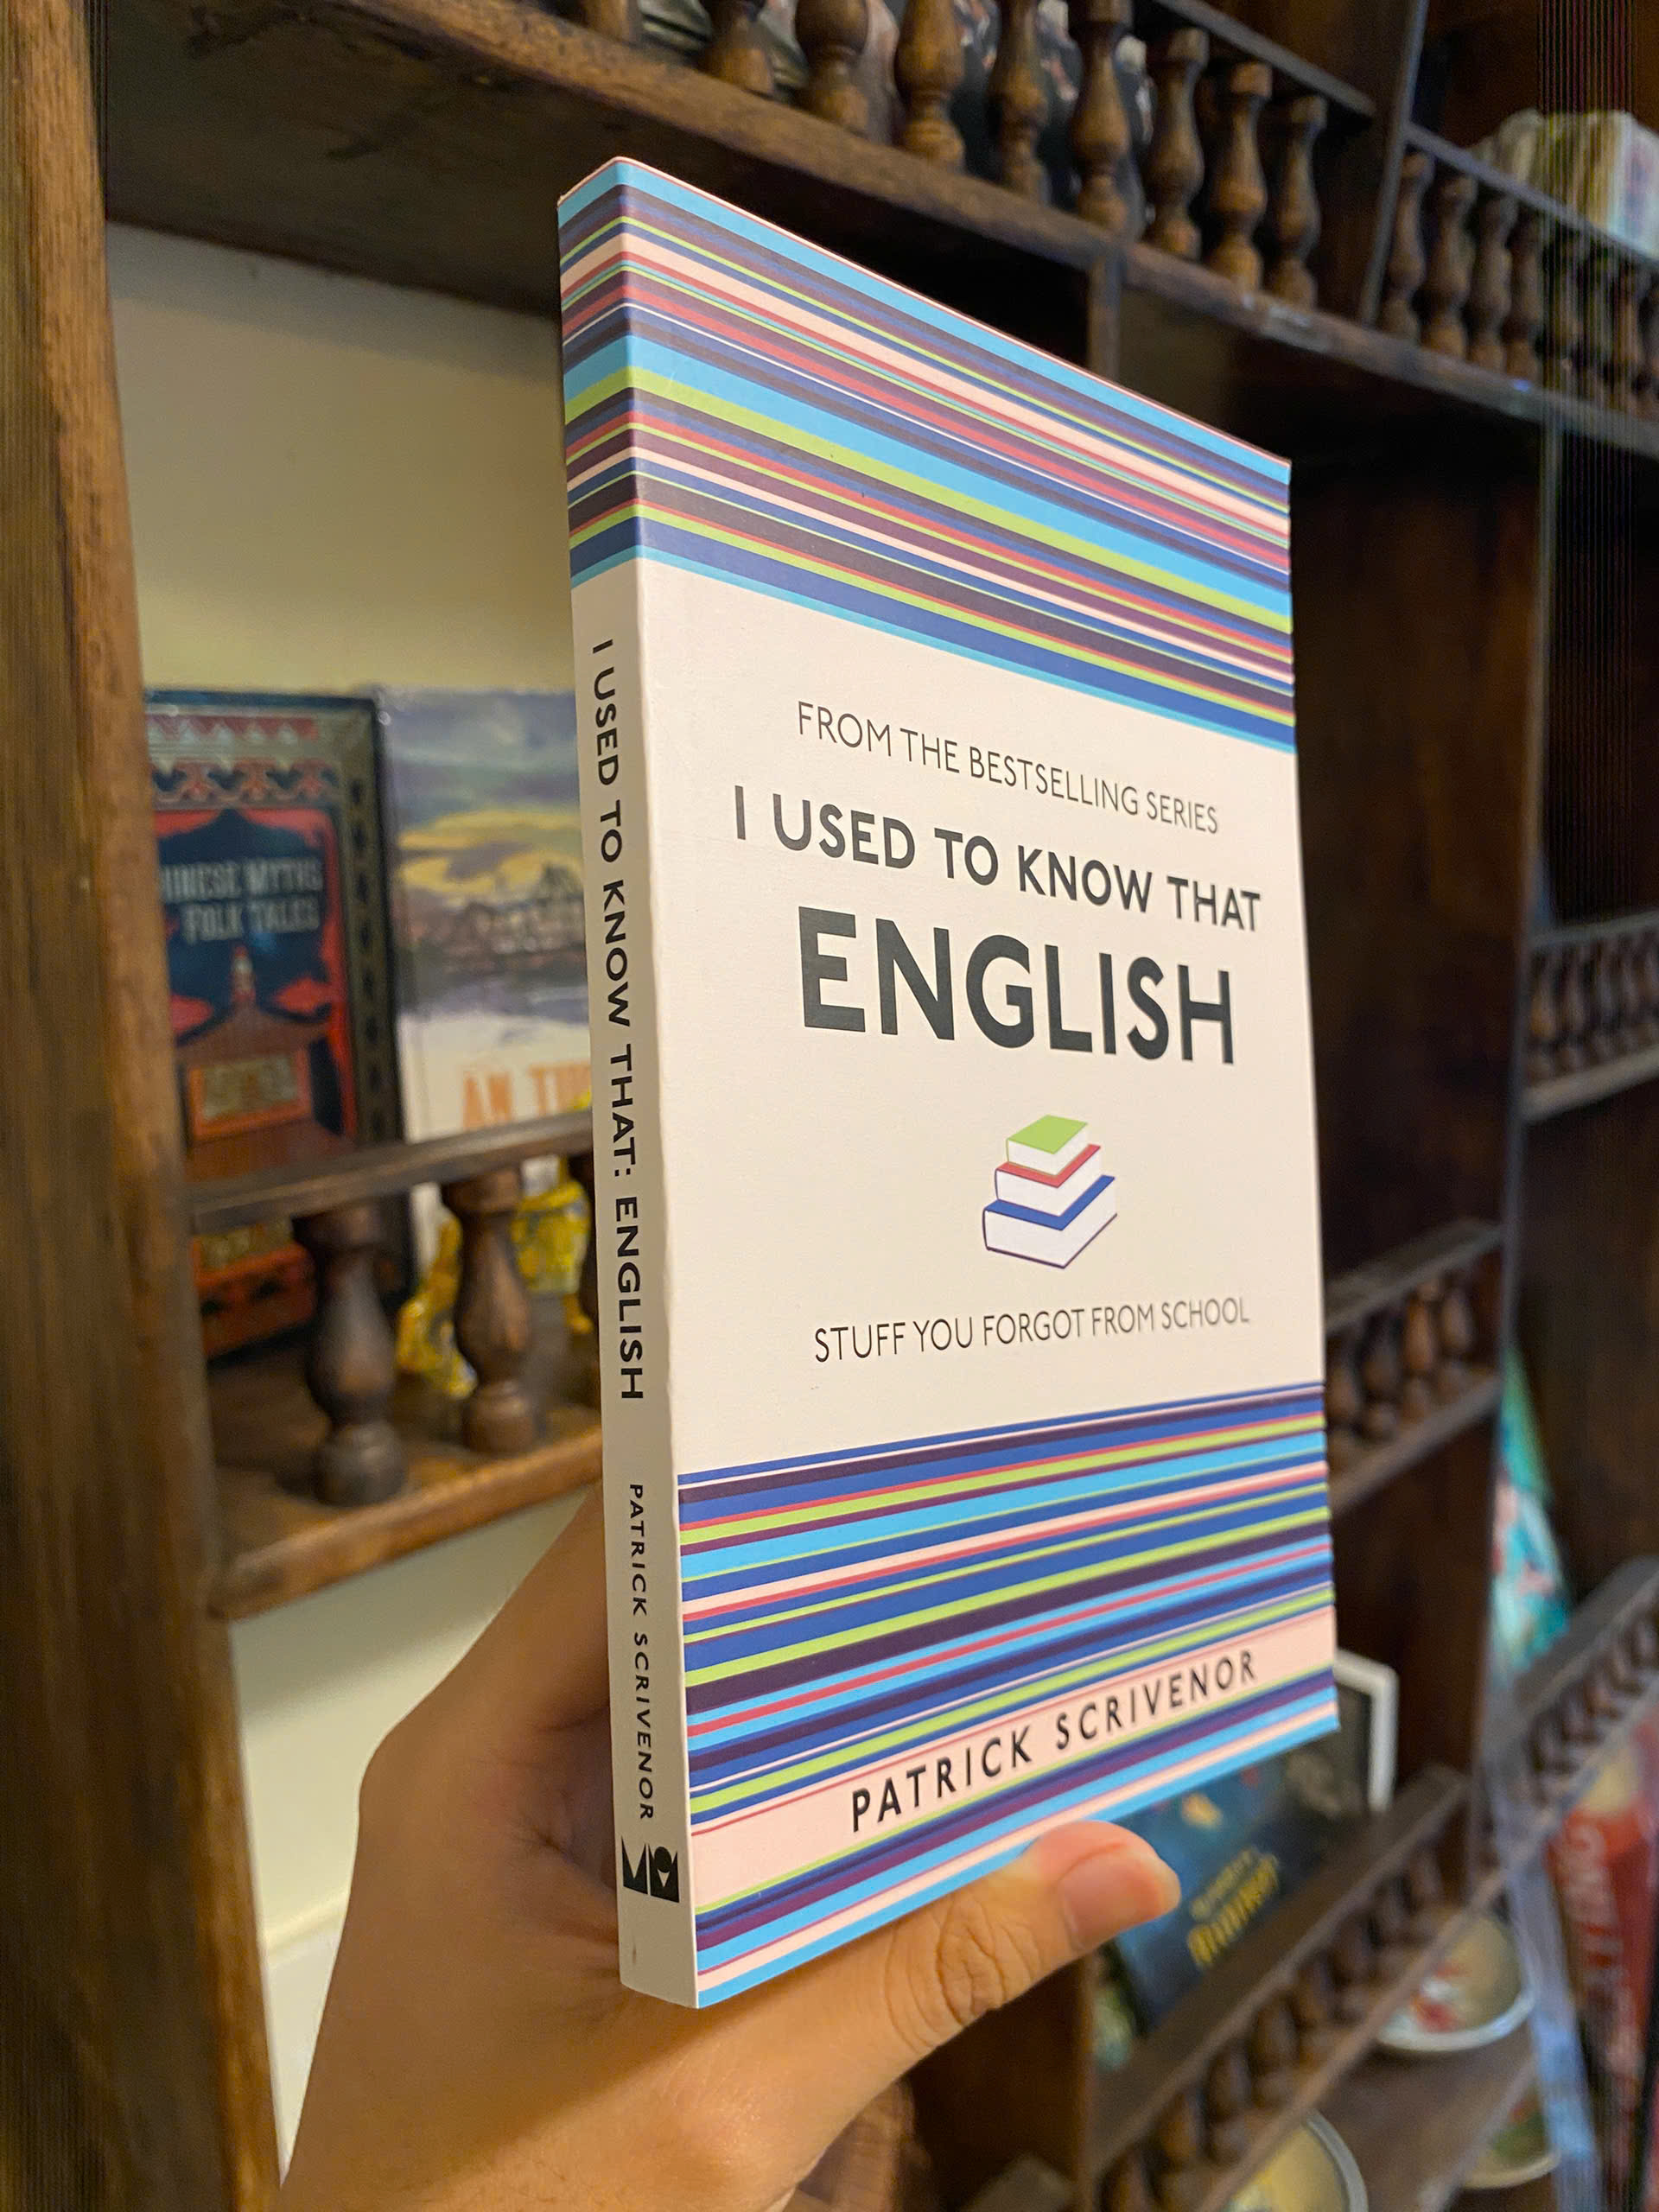 FROM THE BESTSELLING SERIES
I USED TO KNOW THAT
ENGLISH
STUFF YOU FORGOT FROM SCHOOL
PATRICK SCRIVENOR
I USED TO KNOW THAT: ENGLISH PATRICK SCRIVENOR
MYTHS
FOLK TALES
AN